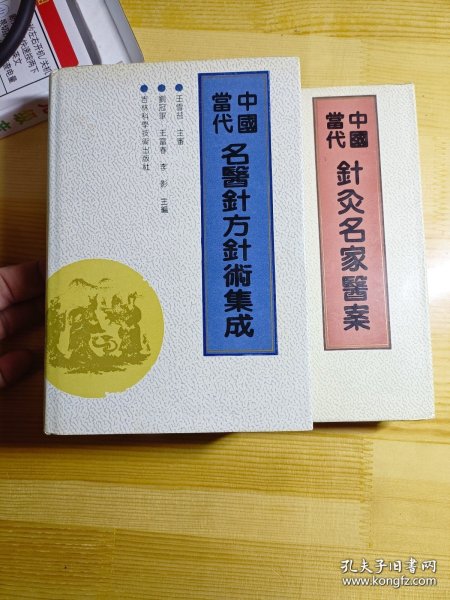 中國當代
名醫針方針術集成
王雪苔 主審
劉冠軍 王富春 李影 主編
吉林科學技術出版社
中國當代
針灸名家醫案
孔夫子旧书网
www.kongfz.com